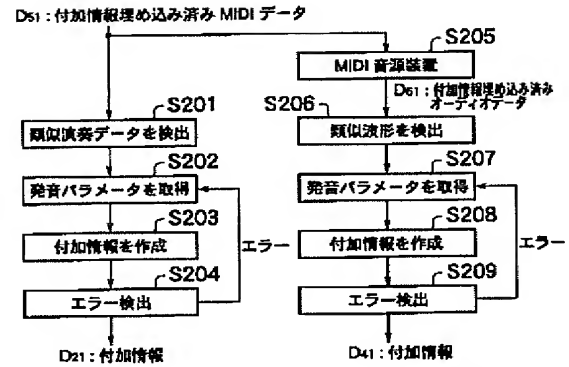 D51：付加情報埋め込み済み MIDI データ
S205
MIDI 音源装置
D61：付加情報埋め込み済み
オーディオデータ
S201
類似演奏データを検出
S206
類似波形を検出
S202
発音パラメータを取得
S207
発音パラメータを取得
S203
付加情報を作成
エラー
S208
付加情報を作成
エラー
S204
エラー検出
S209
エラー検出
D21：付加情報
D41：付加情報